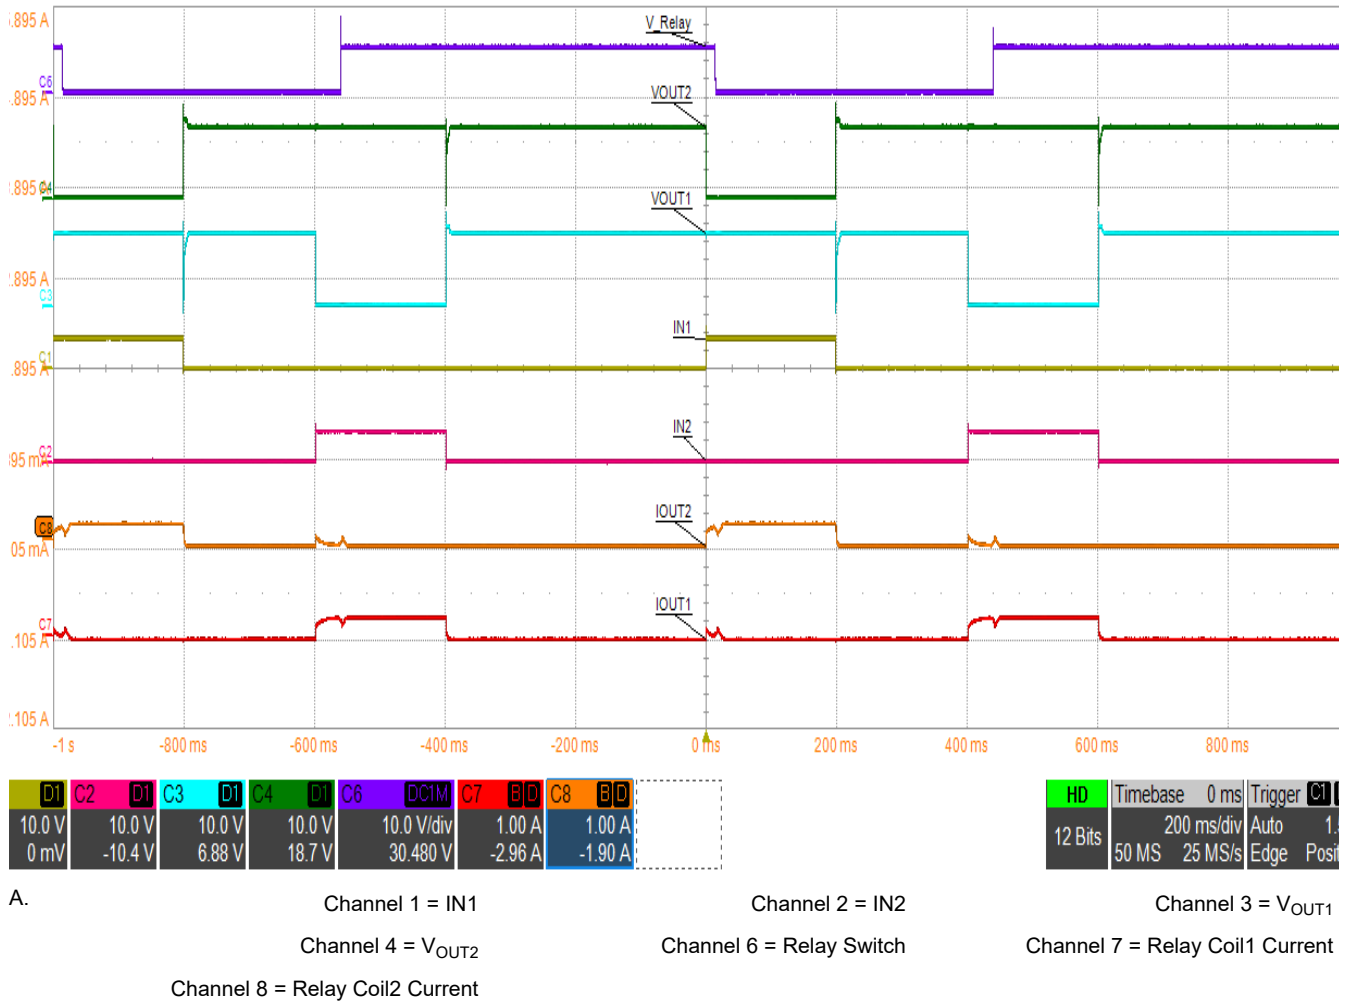 .895 A
V_Relay
C6
.895 A
VOUT2
.895 A
C4
VOUT1
2.895 A
C3
IN1
C1
.895 A
IN2
C2
95 mA
IOUT2
C8
05 mA
IOUT1
C7
.105 A
.105 A
-1 s -800 ms -600 ms -400 ms -200 ms 0 ms 200 ms 400 ms 600 ms 800 ms
D1 C2 D1 C3 D1 C4 D1 C6 DC1M C7 B D C8 B D
10.0 V 10.0 V 10.0 V 10.0 V 10.0 V/div 1.00 A 1.00 A
0 mV -10.4 V 6.88 V 18.7 V 30.480 V -2.96 A -1.90 A
HD Timebase 0 ms Trigger C1
12 Bits 200 ms/div Auto 1.
50 MS 25 MS/s Edge Posi
A.
Channel 1 = IN1 Channel 2 = IN2 Channel 3 = VOUT1
Channel 4 = VOUT2 Channel 6 = Relay Switch Channel 7 = Relay Coil1 Current
Channel 8 = Relay Coil2 Current